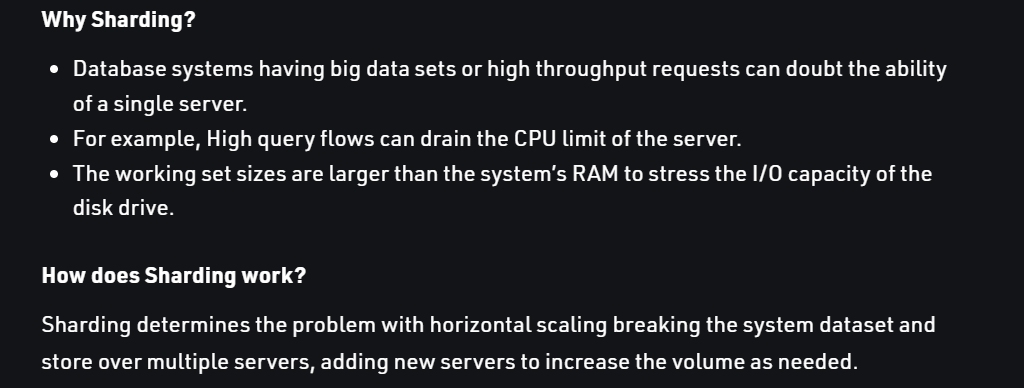 Why Sharding?
• Database systems having big data sets or high throughput requests can doubt the ability
of a single server.
• For example, High query flows can drain the CPU limit of the server.
• The working set sizes are larger than the system's RAM to stress the I/O capacity of the
disk drive.
How does Sharding work?
Sharding determines the problem with horizontal scaling breaking the system dataset and
store over multiple servers, adding new servers to increase the volume as needed.